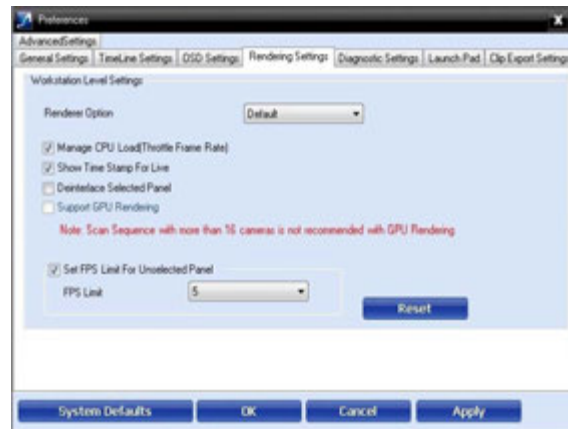 Preferences X
AdvancedSettings
General Settings TimeLine Settings OSD Settings Rendering Settings Diagnostic Settings Launch Pad Clip Export Settings
Workstation Level Settings
Renderer Option Default
Manage CPU Load(Throttle Frame Rate)
Show Time Stamp For Live
Deinterlace Selected Panel
Support GPU Rendering
Note: Scan Sequence with more than 16 cameras is not recommended with GPU Rendering
Set FPS Limit For Unselected Panel
FPS Limit 5
Reset
System Defaults OK Cancel Apply